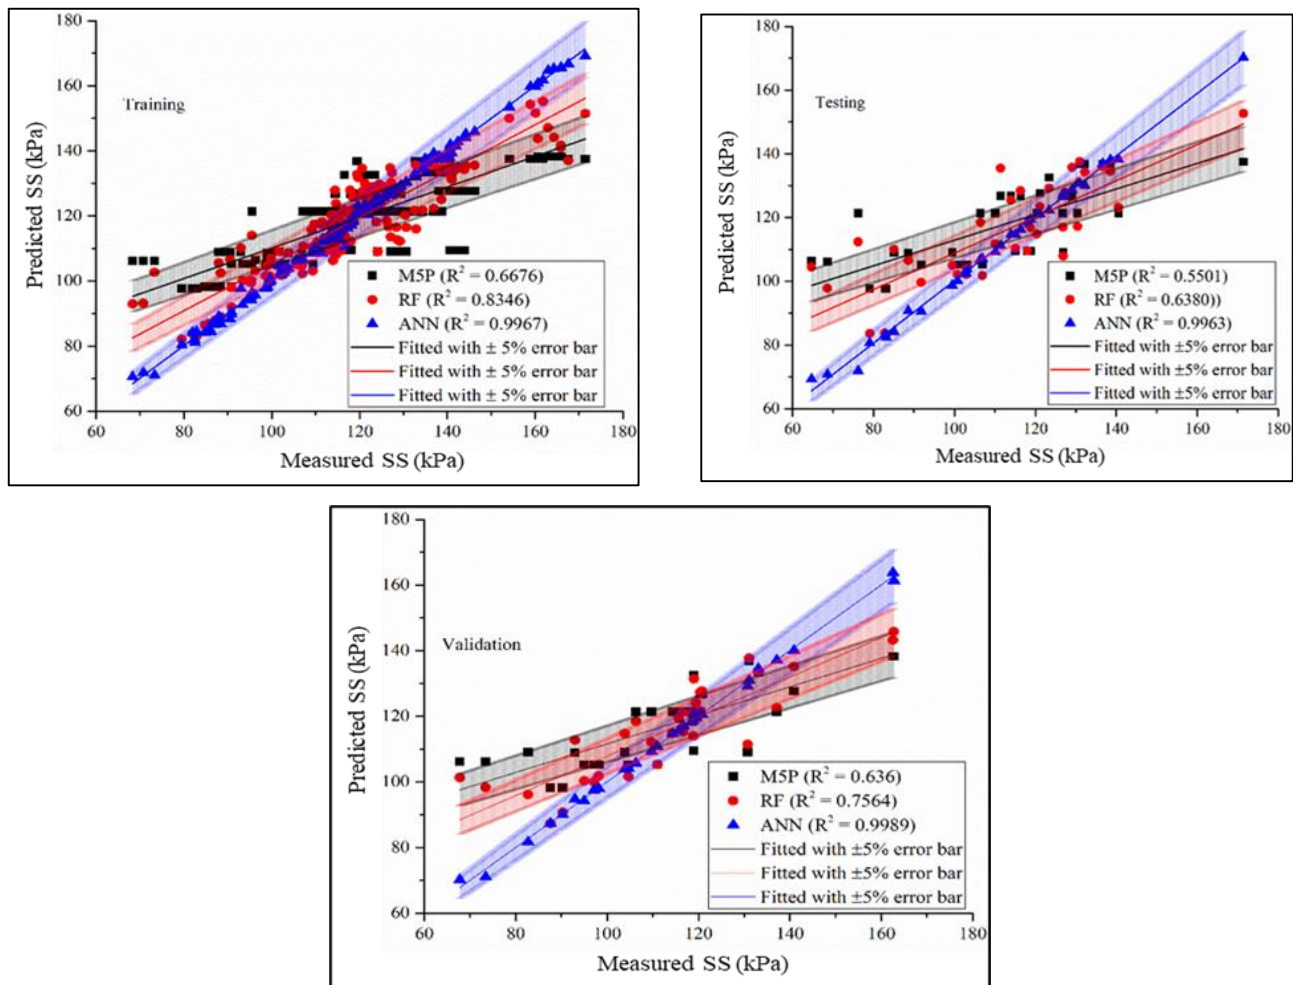 180
160
140
120
100
80
60
Predicted SS (kPa)
Training
M5P (R² = 0.6676)
RF (R² = 0.8346)
ANN (R² = 0.9967)
Fitted with ± 5% error bar
Fitted with ± 5% error bar
Fitted with ± 5% error bar
60 80 100 120 140 160 180
Measured SS (kPa)
180
160
140
120
100
80
60
Predicted SS (kPa)
Testing
M5P (R² = 0.5501)
RF (R² = 0.6380))
ANN (R² = 0.9963)
Fitted with ±5% error bar
Fitted with ±5% error bar
Fitted with ±5% error bar
60 80 100 120 140 160 180
Measured SS (kPa)
180
160
140
120
100
80
60
Predicted SS (kPa)
Validation
M5P (R² = 0.636)
RF (R² = 0.7564)
ANN (R² = 0.9989)
Fitted with ±5% error bar
Fitted with ±5% error bar
Fitted with ±5% error bar
60 80 100 120 140 160 180
Measured SS (kPa)